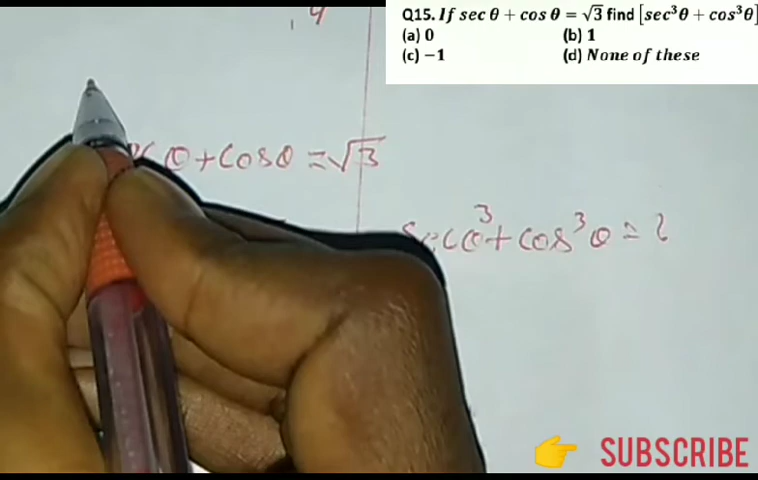 Q15. If sec θ + cos θ = √3 find [sec³θ + cos³θ]
(a) 0 (b) 1
(c) −1 (d) None of these
θ + cosθ = √3
secθ³ + cos³θ = ?
SUBSCRIBE